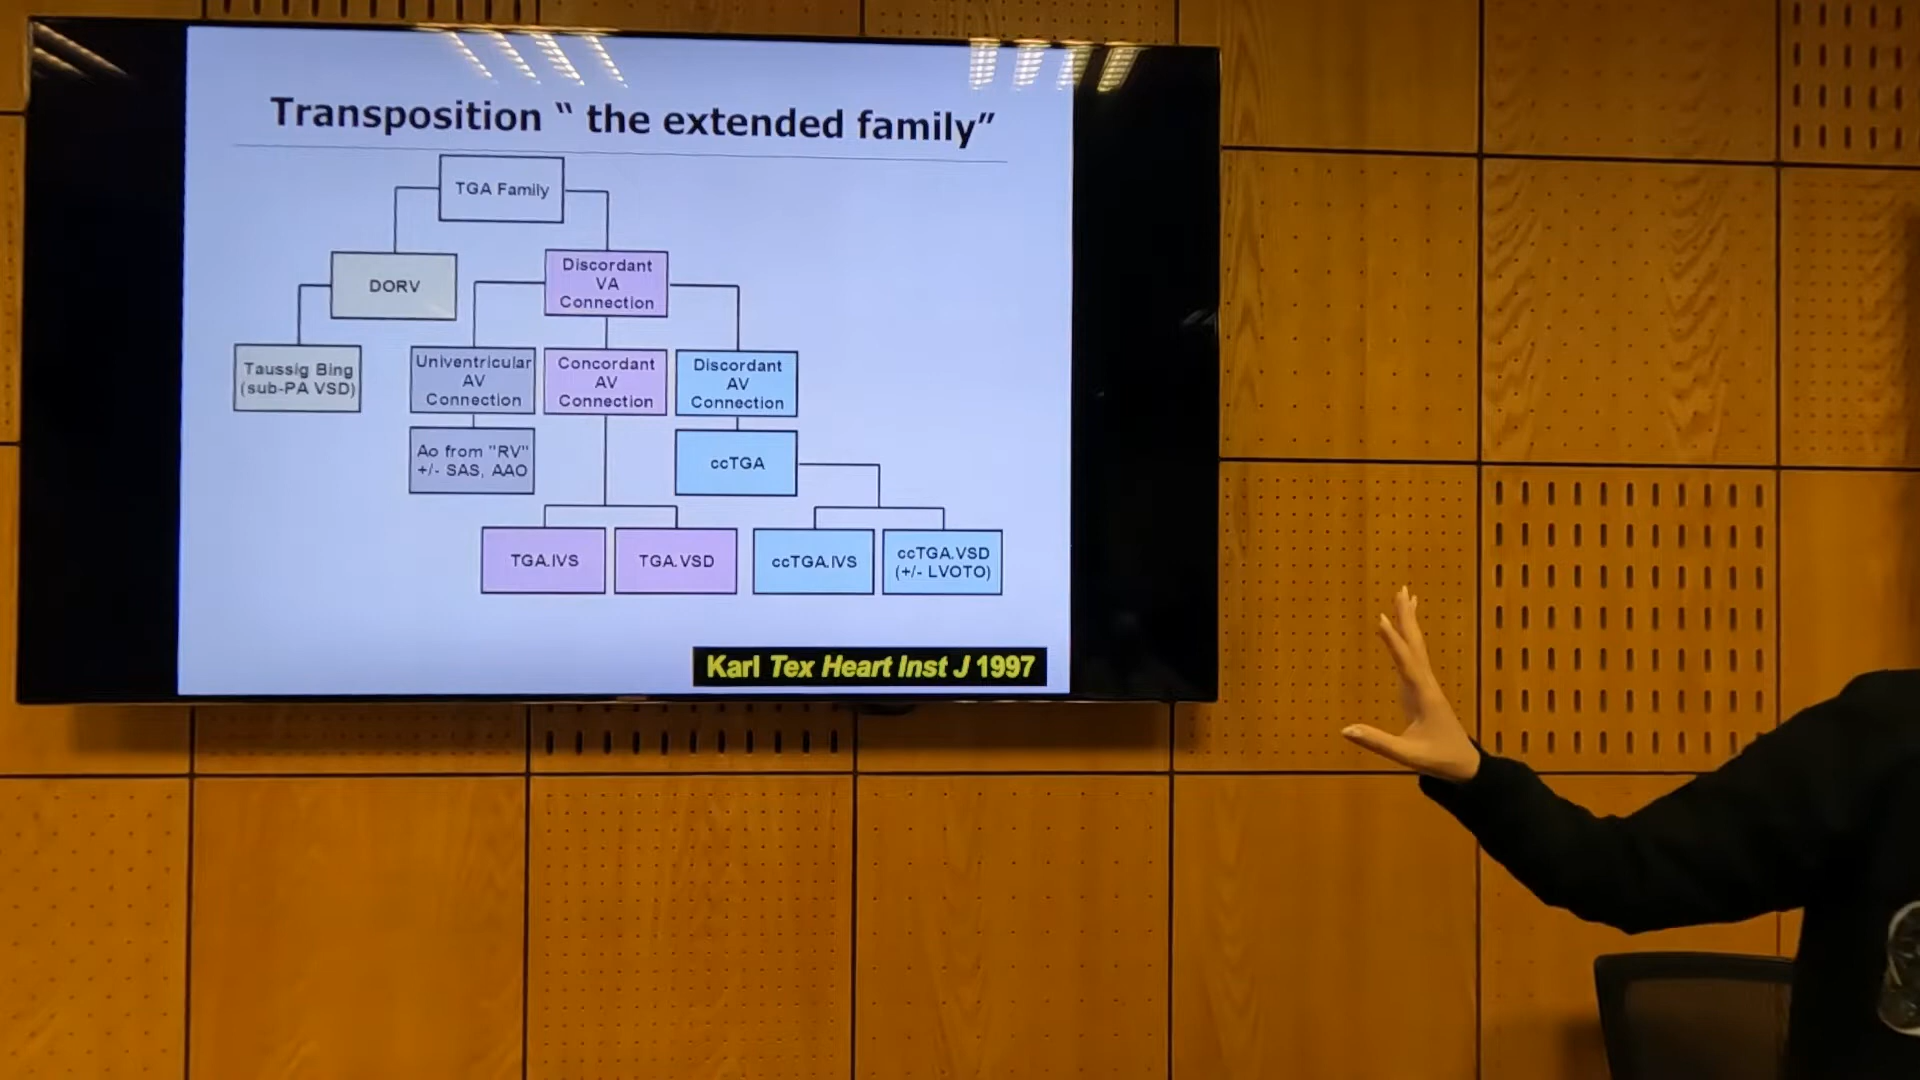 Transposition “ the extended family”
TGA Family
DORV
Discordant
VA
Connection
Taussig Bing
(sub-PA VSD)
Univentricular
AV
Connection
Concordant
AV
Connection
Discordant
AV
Connection
Ao from "RV"
+/- SAS, AAO
ccTGA
TGA.IVS
TGA.VSD
ccTGA.IVS
ccTGA.VSD
(+/- LVOTO)
Karl Tex Heart Inst J 1997